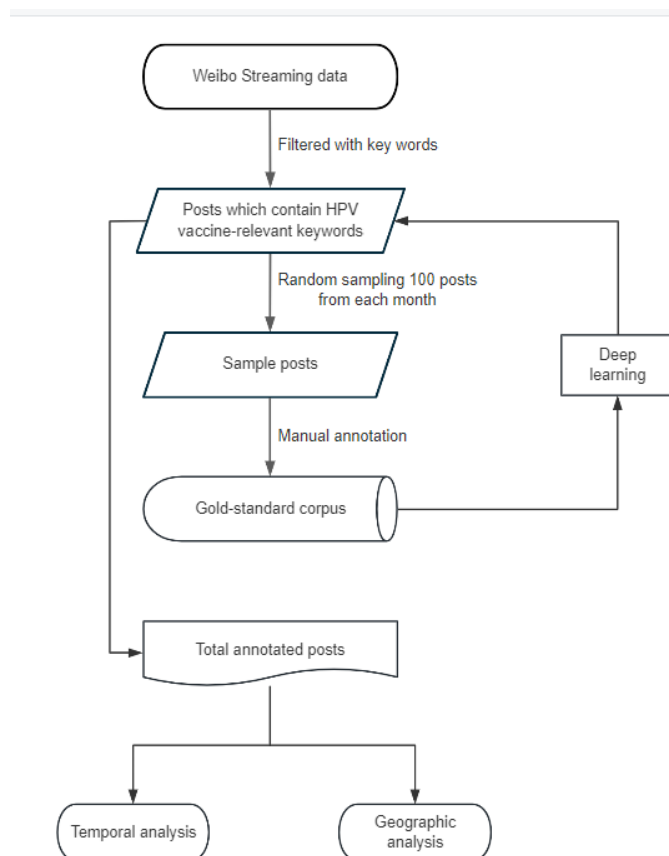 Weibo Streaming data
Filtered with key words
Posts which contain HPV
vaccine-relevant keywords
Random sampling 100 posts
from each month
Sample posts
Deep
learning
Manual annotation
Gold-standard corpus
Total annotated posts
Temporal analysis
Geographic
analysis